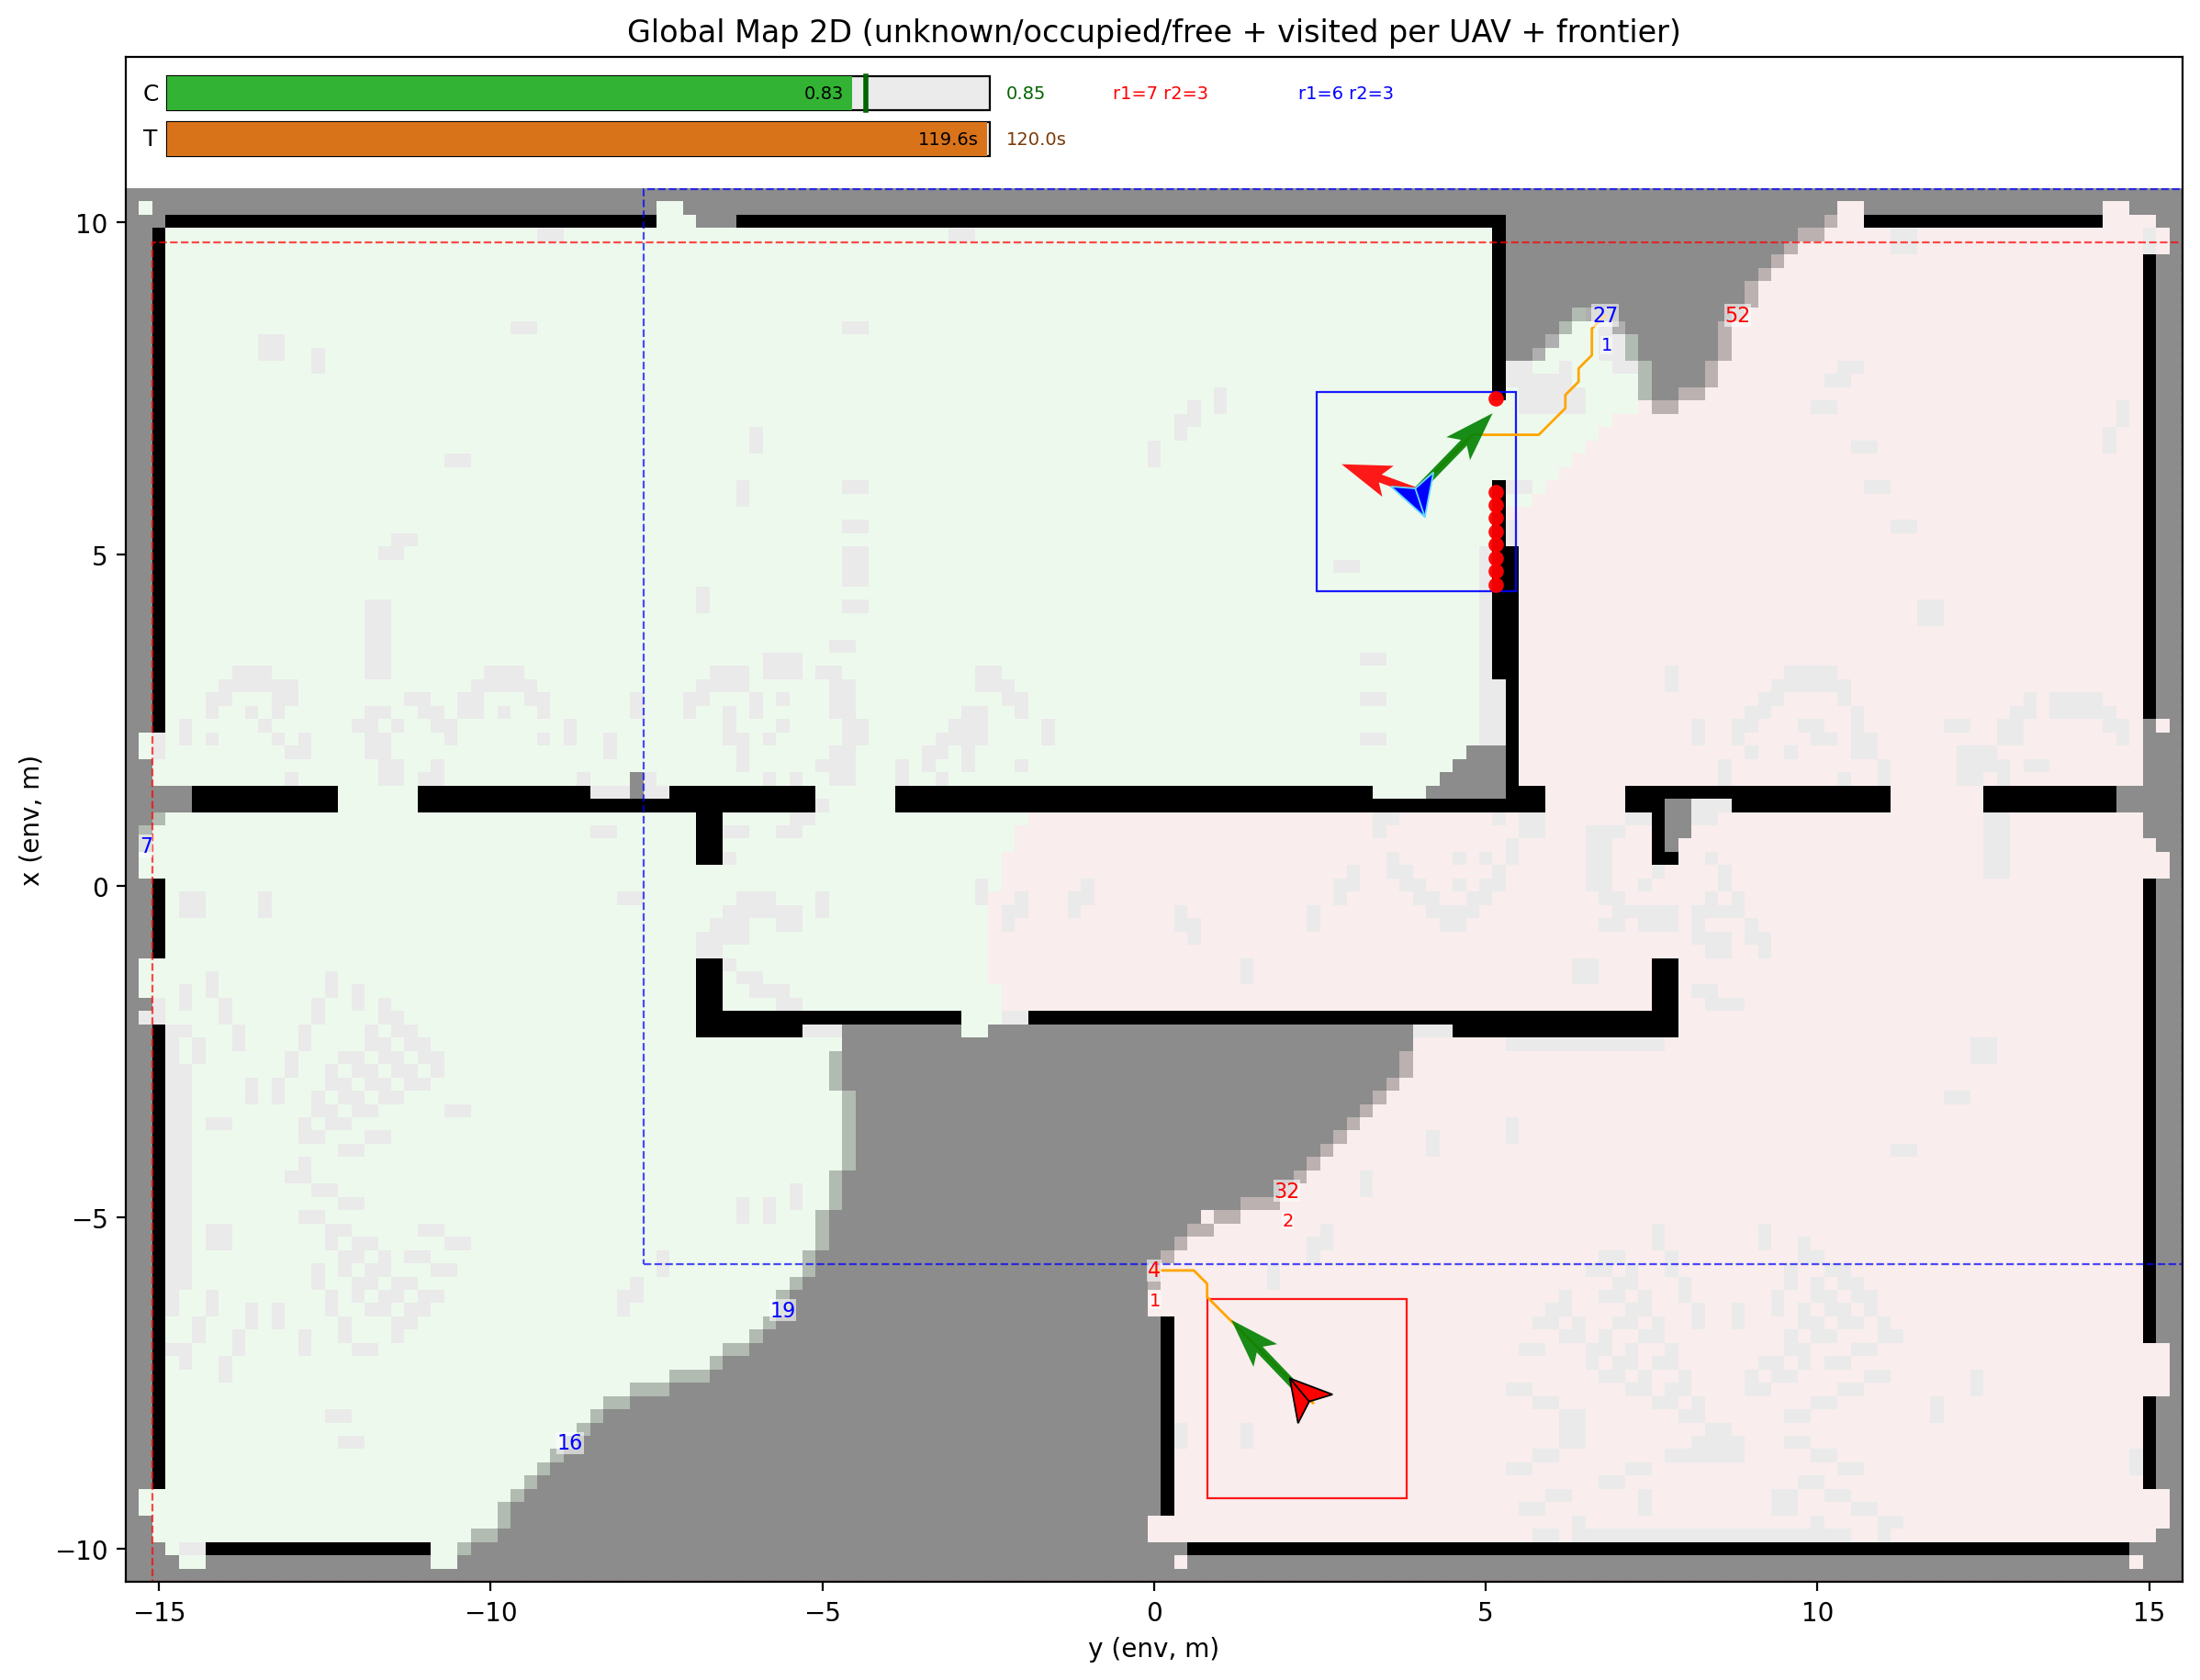 Global Map 2D (unknown/occupied/free + visited per UAV + frontier)
C 0.83 0.85 r1=7 r2=3 r1=6 r2=3
T 119.6s 120.0s
10
27
52
1
5
7
0
x (env, m)
32
2
−5
4
1
19
16
−10
−15 −10 −5 0 5 10 15
y (env, m)